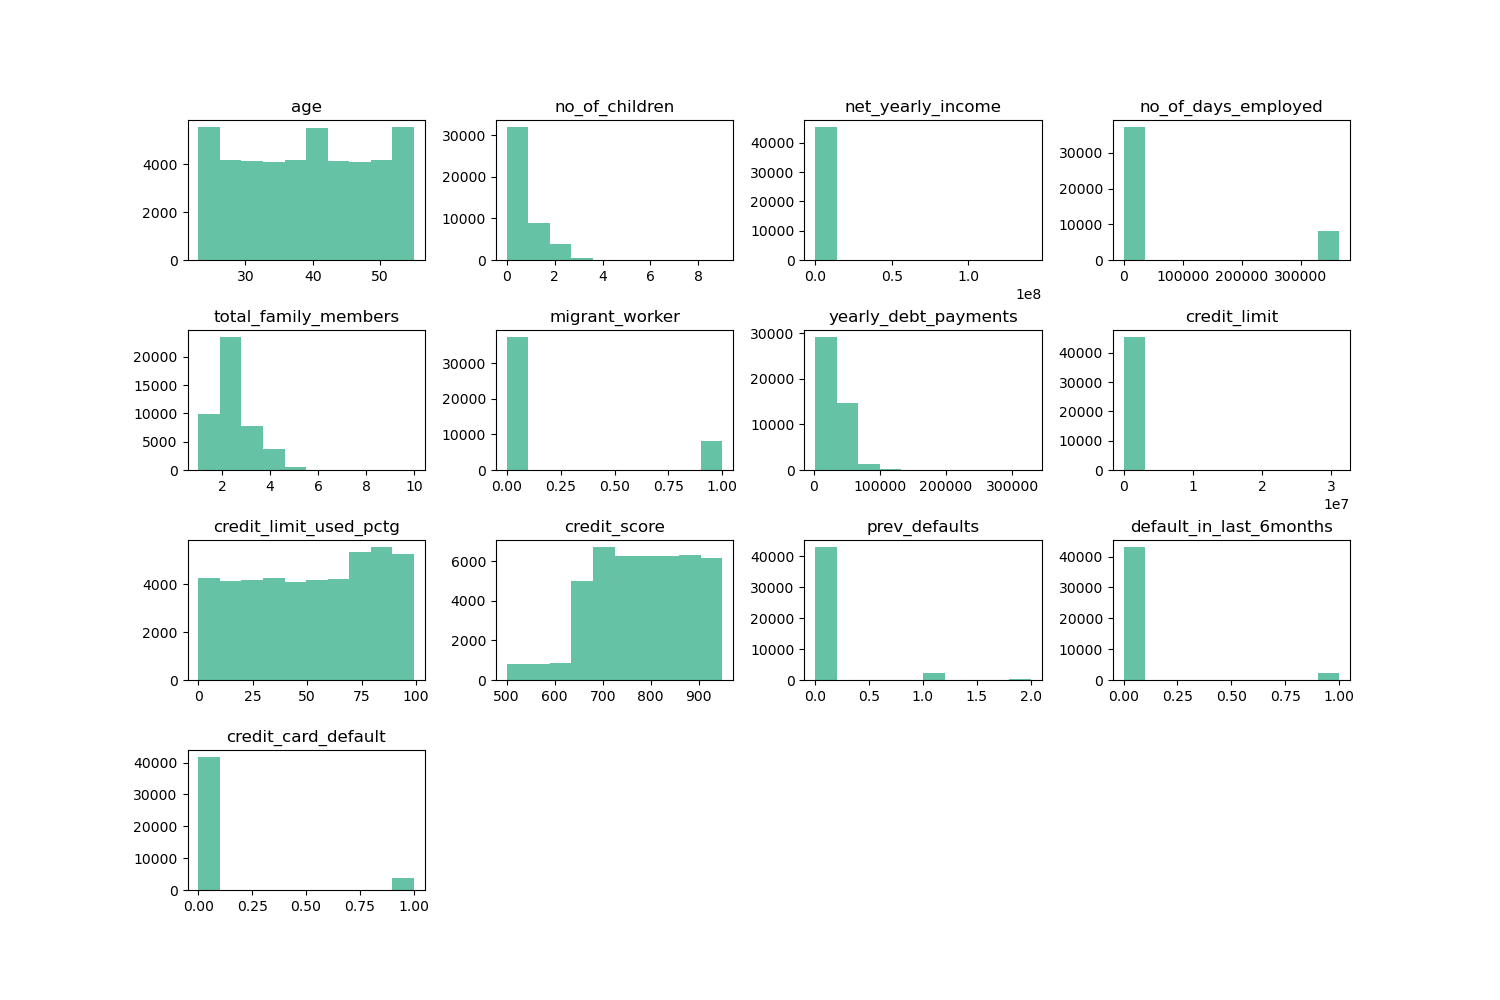 age
4000
2000
0
30 40 50
no_of_children
30000
20000
10000
0
0 2 4 6 8
net_yearly_income
40000
30000
20000
10000
0
0.0 0.5 1.0
1e8
no_of_days_employed
30000
20000
10000
0
0 100000 200000 300000
total_family_members
20000
15000
10000
5000
0
2 4 6 8 10
migrant_worker
30000
20000
10000
0
0.00 0.25 0.50 0.75 1.00
yearly_debt_payments
30000
20000
10000
0
0 100000 200000 300000
credit_limit
40000
30000
20000
10000
0
0 1 2 3
1e7
credit_limit_used_pctg
4000
2000
0
0 25 50 75 100
credit_score
6000
4000
2000
0
500 600 700 800 900
prev_defaults
40000
30000
20000
10000
0
0.0 0.5 1.0 1.5 2.0
default_in_last_6months
40000
30000
20000
10000
0
0.00 0.25 0.50 0.75 1.00
credit_card_default
40000
30000
20000
10000
0
0.00 0.25 0.50 0.75 1.00